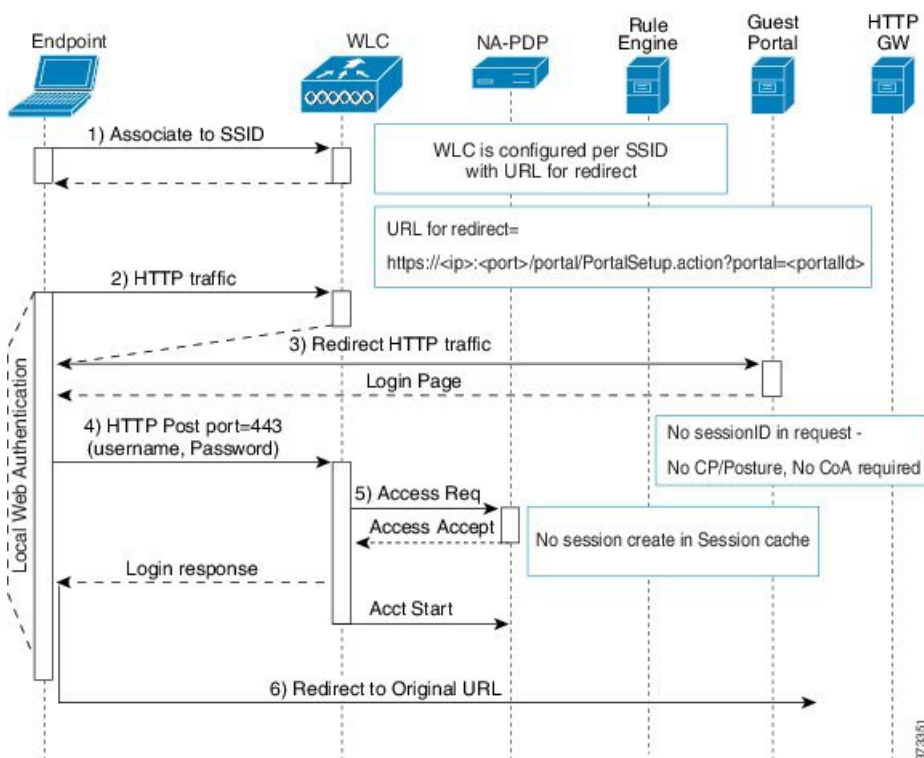 Endpoint
WLC
NA-PDP
Rule
Engine
Guest
Portal
HTTP
GW
1) Associate to SSID
WLC is configured per SSID
with URL for redirect
URL for redirect=
https://<ip>:<port>/portal/PortalSetup.action?portal=<portalId>
2) HTTP traffic
3) Redirect HTTP traffic
Login Page
Local Web Authentication
4) HTTP Post port=443
(username, Password)
No sessionID in request -
No CP/Posture, No CoA required
5) Access Req
Access Accept
No session create in Session cache
Login response
Acct Start
6) Redirect to Original URL
373351